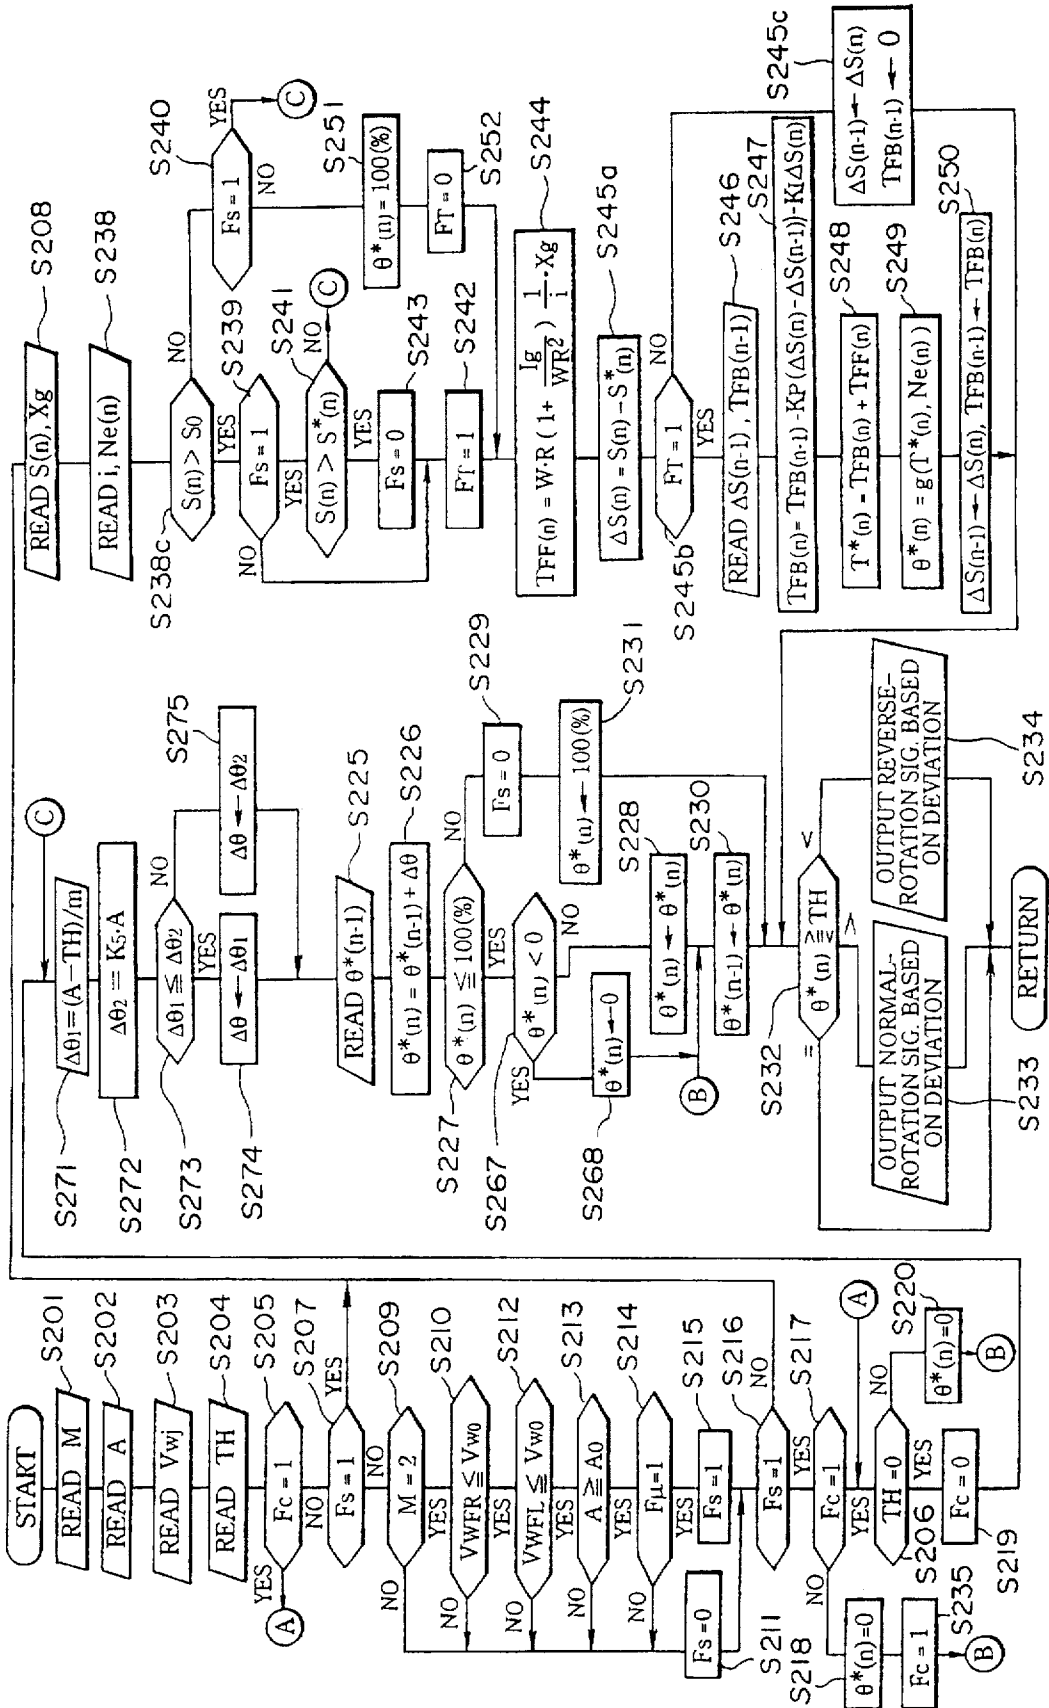 START
READ M
S201
READ A
S202
READ Vwj
S203
READ TH
S204
Fc = 1
S205
YES
A
NO
Fs = 1
S207
YES
NO
M = 2
S209
NO
YES
VWFR ≦ Vw0
S210
NO
YES
VWFL ≦ Vw0
S212
NO
YES
A ≧ A0
S213
NO
YES
Fμ=1
S214
NO
YES
Fs = 1
S215
Fs=0
S211
Fs=1
S216
NO
YES
Fc = 1
S217
NO
YES
A
θ*(n)=0
S218
Fc = 1
S235
B
TH=0
S206
NO
YES
θ*(n)=0
S220
B
Fc = 0
S219
C
Δθ1=(A−TH)/m
S271
Δθ2 = K5·A
S272
Δθ1 ≦ Δθ2
S273
NO
YES
Δθ ← Δθ1
S274
Δθ ← Δθ2
S275
READ θ*(n-1)
S225
θ*(n) = θ*(n-1) + Δθ
S226
θ*(n) ≦ 100(%)
S227
NO
YES
Fs = 0
S229
θ*(n) ← 100(%)
S231
θ*(n) < 0
S267
YES
NO
θ*(n) ← 0
S268
θ*(n) ← θ*(n)
S228
B
θ*(n-1) ← θ*(n)
S230
θ*(n) ⋛ TH
S232
=
>
<
OUTPUT NORMAL-
ROTATION SIG. BASED
ON DEVIATION
S233
OUTPUT REVERSE-
ROTATION SIG. BASED
ON DEVIATION
S234
RETURN
READ S(n), Xg
S208
READ i, Ne(n)
S238
S(n) > S0
S238c
NO
YES
Fs = 1
S240
YES
C
NO
Fs = 1
S239
NO
YES
S(n) > S*(n)
S241
NO
C
YES
θ*(n) = 100(%)
S251
Fs = 0
S243
FT = 0
S252
FT = 1
S242
TFF(n) = W·R ( 1+ Ig/WR² ) 1/i ·Xg
S244
ΔS(n) = S(n) − S*(n)
S245a
FT = 1
S245b
NO
YES
READ ΔS(n-1), TFB(n-1)
S246
TFB(n)= TFB(n-1) -KP(ΔS(n) -ΔS(n-1)) -KIΔS(n)
S247
T*(n) = TFB(n) + TFF(n)
S248
θ*(n) = g(T*(n), Ne(n))
S249
ΔS(n-1) ← ΔS(n), TFB(n-1) ← TFB(n)
S250
ΔS(n-1) ← ΔS(n)
TFB(n-1) ← 0
S245c